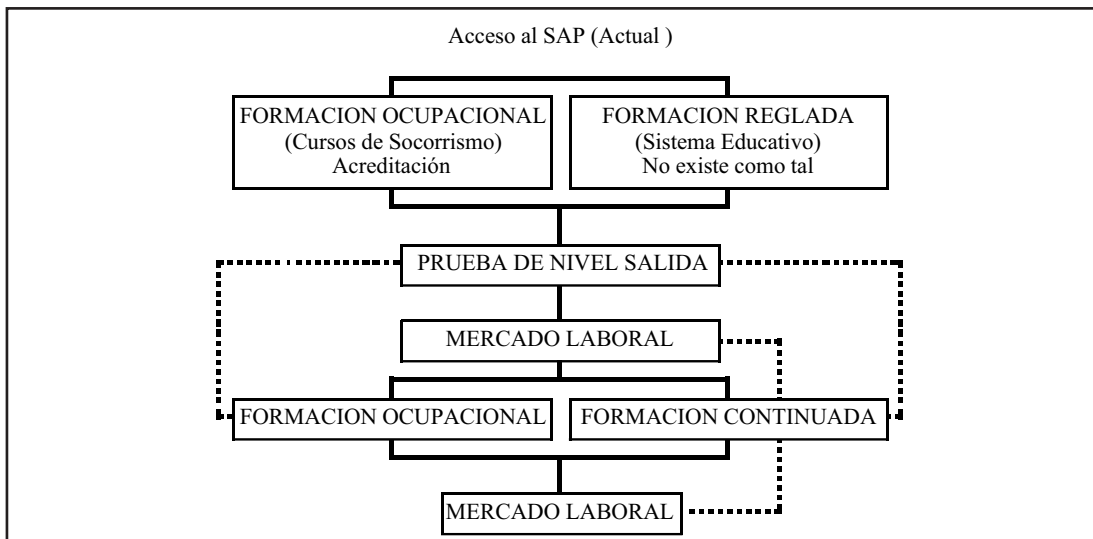 Acceso al SAP (Actual )
FORMACION OCUPACIONAL
(Cursos de Socorrismo)
Acreditación
FORMACION REGLADA
(Sistema Educativo)
No existe como tal
PRUEBA DE NIVEL SALIDA
MERCADO LABORAL
FORMACION OCUPACIONAL
FORMACION CONTINUADA
MERCADO LABORAL